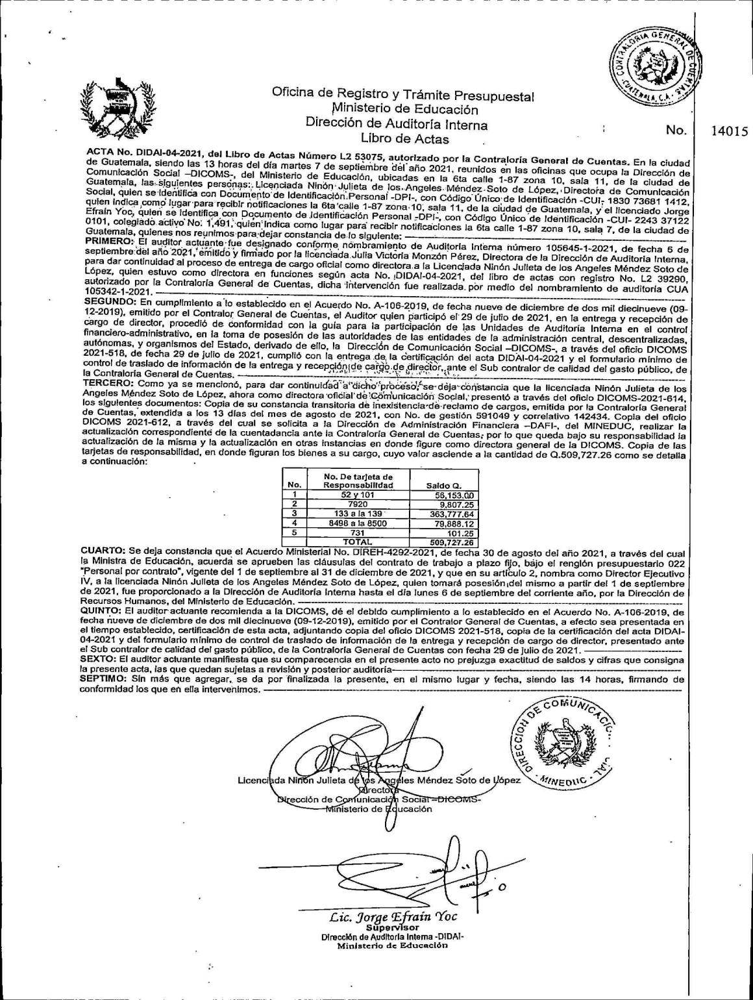 CONTRALORIA GENERAL DE CUENTAS
GUATEMALA, C.A.
Oficina de Registro y Trámite Presupuestal
Ministerio de Educación
Dirección de Auditoría Interna
Libro de Actas
No. 14015
ACTA No. DIDAI-04-2021, del Libro de Actas Número L2 53075, autorizado por la Contraloría General de Cuentas. En la ciudad
de Guatemala, siendo las 13 horas del día martes 7 de septiembre del año 2021, reunidos en las oficinas que ocupa la Dirección de
Comunicación Social –DICOMS-, del Ministerio de Educación, ubicadas en la 6ta calle 1-87 zona 10, sala 11, de la ciudad de
Guatemala, las siguientes personas: Licenciada Ninón Julieta de los Angeles Méndez Soto de López, Directora de Comunicación
Social, quien se identifica con Documento de Identificación Personal -DPI-, con Código Único de Identificación -CUI- 1830 73681 1412,
quien indica como lugar para recibir notificaciones la 6ta calle 1-87 zona 10, sala 11, de la ciudad de Guatemala, y el licenciado Jorge
Efraín Yoc, quien se identifica con Documento de Identificación Personal -DPI-, con Código Único de Identificación -CUI- 2243 37122
0101, colegiado activo No. 1,491, quien indica como lugar para recibir notificaciones la 6ta calle 1-87 zona 10, sala 7, de la ciudad de
Guatemala, quienes nos reunimos para dejar constancia de lo siguiente:
PRIMERO: El auditor actuante fue designado conforme nombramiento de Auditoría Interna número 105645-1-2021, de fecha 6 de
septiembre del año 2021, emitido y firmado por la licenciada Julia Victoria Monzón Pérez, Directora de la Dirección de Auditoría Interna,
para dar continuidad al proceso de entrega de cargo oficial como directora a la Licenciada Ninón Julieta de los Angeles Méndez Soto de
López, quien estuvo como directora en funciones según acta No. DIDAI-04-2021, del libro de actas con registro No. L2 39290,
autorizado por la Contraloría General de Cuentas, dicha intervención fue realizada por medio del nombramiento de auditoría CUA
105342-1-2021.
SEGUNDO: En cumplimiento a lo establecido en el Acuerdo No. A-106-2019, de fecha nueve de diciembre de dos mil diecinueve (09-
12-2019), emitido por el Contralor General de Cuentas, el Auditor quien participó el 29 de julio de 2021, en la entrega y recepción de
cargo de director, procedió de conformidad con la guía para la participación de las Unidades de Auditoría Interna en el control
financiero-administrativo, en la toma de posesión de las autoridades de las entidades de la administración central, descentralizadas,
autónomas, y organismos del Estado, derivado de ello, la Dirección de Comunicación Social –DICOMS-, a través del oficio DICOMS
2021-518, de fecha 29 de julio de 2021, cumplió con la entrega de la certificación del acta DIDAI-04-2021 y el formulario mínimo de
control de traslado de información de la entrega y recepción de cargo de director, ante el Sub contralor de calidad del gasto público, de
la Contraloría General de Cuentas.
TERCERO: Como ya se mencionó, para dar continuidad a dicho proceso, se deja constancia que la licenciada Ninón Julieta de los
Angeles Méndez Soto de López, ahora como directora oficial de Comunicación Social, presentó a través del oficio DICOMS-2021-614,
los siguientes documentos: Copia de su constancia transitoria de inexistencia de reclamo de cargos, emitida por la Contraloría General
de Cuentas, extendida a los 13 días del mes de agosto de 2021, con No. de gestión 591049 y correlativo 142434. Copia del oficio
DICOMS 2021-612, a través del cual se solicita a la Dirección de Administración Financiera –DAFI-, del MINEDUC, realizar la
actualización correspondiente de la cuentadancia ante la Contraloría General de Cuentas; por lo que queda bajo su responsabilidad la
actualización de la misma y la actualización en otras instancias en donde figure como directora general de la DICOMS. Copia de las
tarjetas de responsabilidad, en donde figuran los bienes a su cargo, cuyo valor asciende a la cantidad de Q.509,727.26 como se detalla
a continuación:
No. No. De tarjeta de Responsabilidad Saldo Q.
1 52 y 101 56,153.00
2 7920 9,807.25
3 133 a la 139 363,777.64
4 8498 a la 8500 79,888.12
5 731 101.25
TOTAL 509,727.26
CUARTO: Se deja constancia que el Acuerdo Ministerial No. DIREH-4292-2021, de fecha 30 de agosto del año 2021, a través del cual
la Ministra de Educación, acuerda se aprueben las cláusulas del contrato de trabajo a plazo fijo, bajo el renglón presupuestario 022
"Personal por contrato", vigente del 1 de septiembre al 31 de diciembre de 2021, y que en su artículo 2, nombra como Director Ejecutivo
IV, a la licenciada Ninón Julieta de los Angeles Méndez Soto de López, quien tomará posesión del mismo a partir del 1 de septiembre
de 2021, fue proporcionado a la Dirección de Auditoría Interna hasta el día lunes 6 de septiembre del corriente año, por la Dirección de
Recursos Humanos, del Ministerio de Educación.
QUINTO: El auditor actuante recomienda a la DICOMS, dé el debido cumplimiento a lo establecido en el Acuerdo No. A-106-2019, de
fecha nueve de diciembre de dos mil diecinueve (09-12-2019), emitido por el Contralor General de Cuentas, a efecto sea presentada en
el tiempo establecido, certificación de esta acta, adjuntando copia del oficio DICOMS 2021-518, copia de la certificación del acta DIDAI-
04-2021 y del formulario mínimo de control de traslado de información de la entrega y recepción de cargo de director, presentado ante
el Sub contralor de calidad del gasto público, de la Contraloría General de Cuentas con fecha 29 de julio de 2021.
SEXTO: El auditor actuante manifiesta que su comparecencia en el presente acto no prejuzga exactitud de saldos y cifras que consigna
la presente acta, las que quedan sujetas a revisión y posterior auditoría
SEPTIMO: Sin más que agregar, se da por finalizada la presente, en el mismo lugar y fecha, siendo las 14 horas, firmando de
conformidad los que en ella intervenimos.
DIRECCION DE COMUNICACIO
CIAL
- MINEDUC -
Licenciada Ninón Julieta de los Angeles Méndez Soto de López
Directora
Dirección de Comunicación Social –DICOMS-
Ministerio de Educación
Lic. Jorge Efraín Yoc
Supervisor
Dirección de Auditoría Interna -DIDAI-
Ministerio de Educación